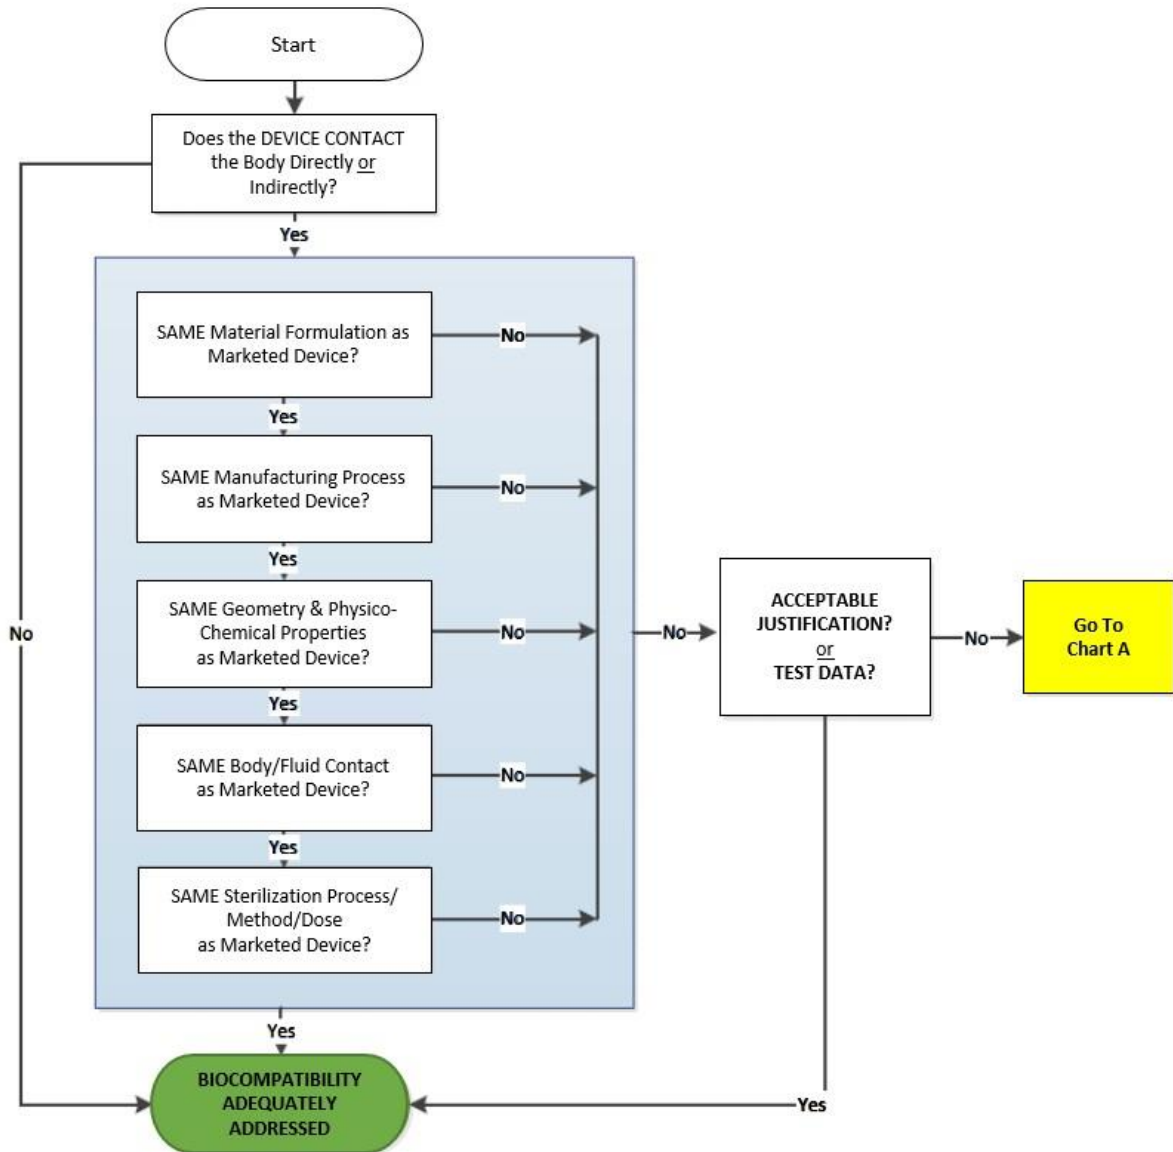 Start
Does the DEVICE CONTACT
the Body Directly or
Indirectly?
Yes
SAME Material Formulation as
Marketed Device?
No
Yes
SAME Manufacturing Process
as Marketed Device?
No
Yes
SAME Geometry & Physico-
Chemical Properties
as Marketed Device?
No
No
No
ACCEPTABLE
JUSTIFICATION?
or
TEST DATA?
No
Go To
Chart A
Yes
SAME Body/Fluid Contact
as Marketed Device?
No
Yes
SAME Sterilization Process/
Method/Dose
as Marketed Device?
No
Yes
BIOCOMPATIBILITY
ADEQUATELY
ADDRESSED
Yes